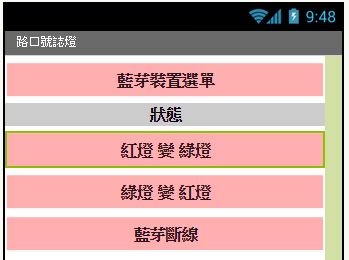 9:48
路口號誌燈
藍芽裝置選單
狀態
紅燈 變 綠燈
綠燈 變 紅燈
藍芽斷線